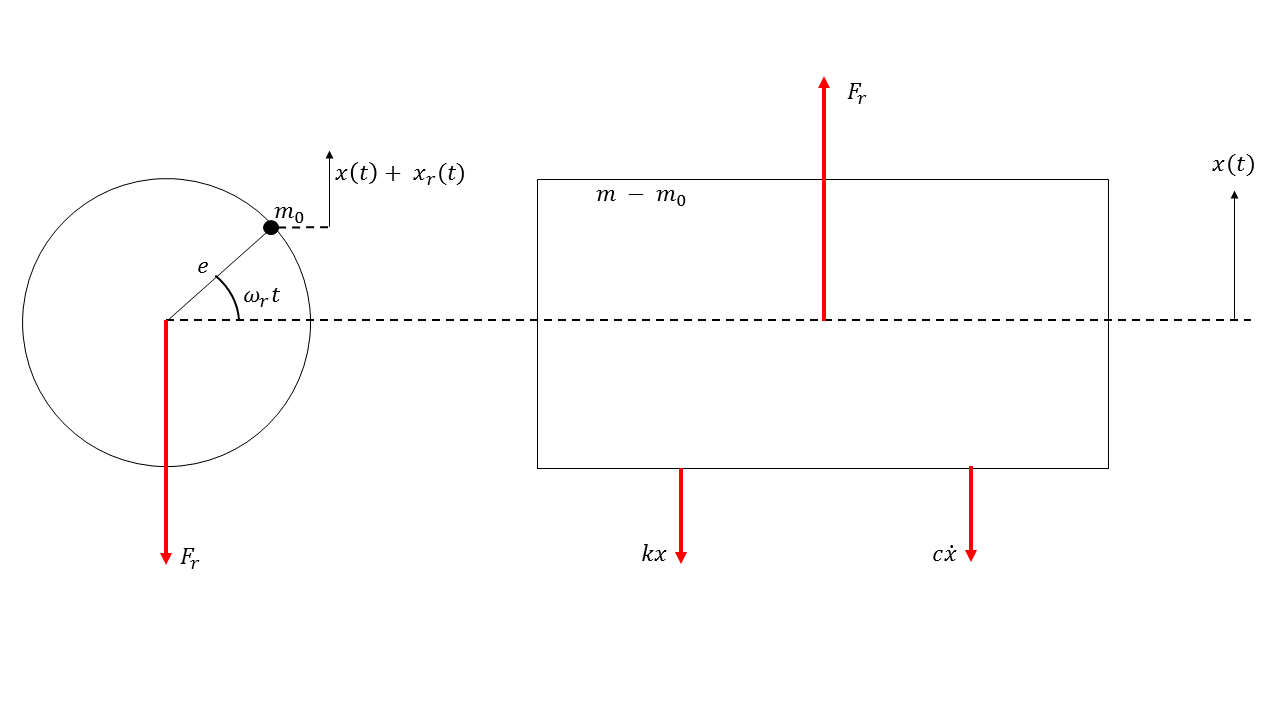 F_r
x(t)
x(t) + x_r(t)
m − m_0
m_0
e
ω_r t
F_r
kx
cẋ